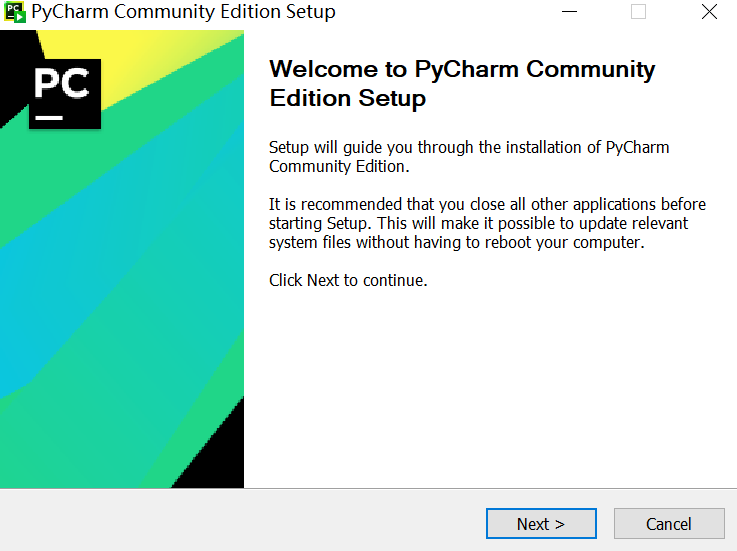 PC PyCharm Community Edition Setup
PC
Welcome to PyCharm Community
Edition Setup
Setup will guide you through the installation of PyCharm
Community Edition.
It is recommended that you close all other applications before
starting Setup. This will make it possible to update relevant
system files without having to reboot your computer.
Click Next to continue.
Next >
Cancel